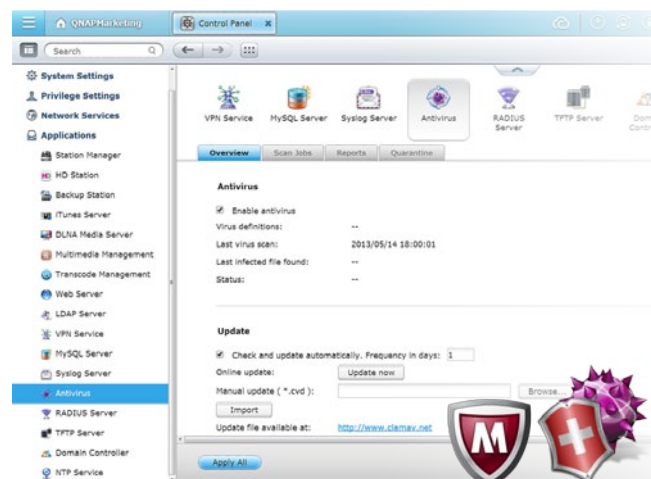 QNAPMarketing
Control Panel
Search
System Settings
Privilege Settings
Network Services
Applications
Station Manager
HD Station
Backup Station
iTunes Server
DLNA Media Server
Multimedia Management
Transcode Management
Web Server
LDAP Server
VPN Service
MySQL Server
Syslog Server
Antivirus
RADIUS Server
TFTP Server
Domain Controller
NTP Service
VPN Service
MySQL Server
Syslog Server
Antivirus
RADIUS Server
TFTP Server
Dom
Contr
Overview
Scan Jobs
Reports
Quarantine
Antivirus
Enable antivirus
Virus definitions: --
Last virus scan: 2013/05/14 18:00:01
Last infected file found: --
Status: --
Update
Check and update automatically. Frequency in days: 1
Online update: Update now
Manual update ( *.cvd ): Browse...
Import
Update file available at: http://www.clamav.net
Apply All